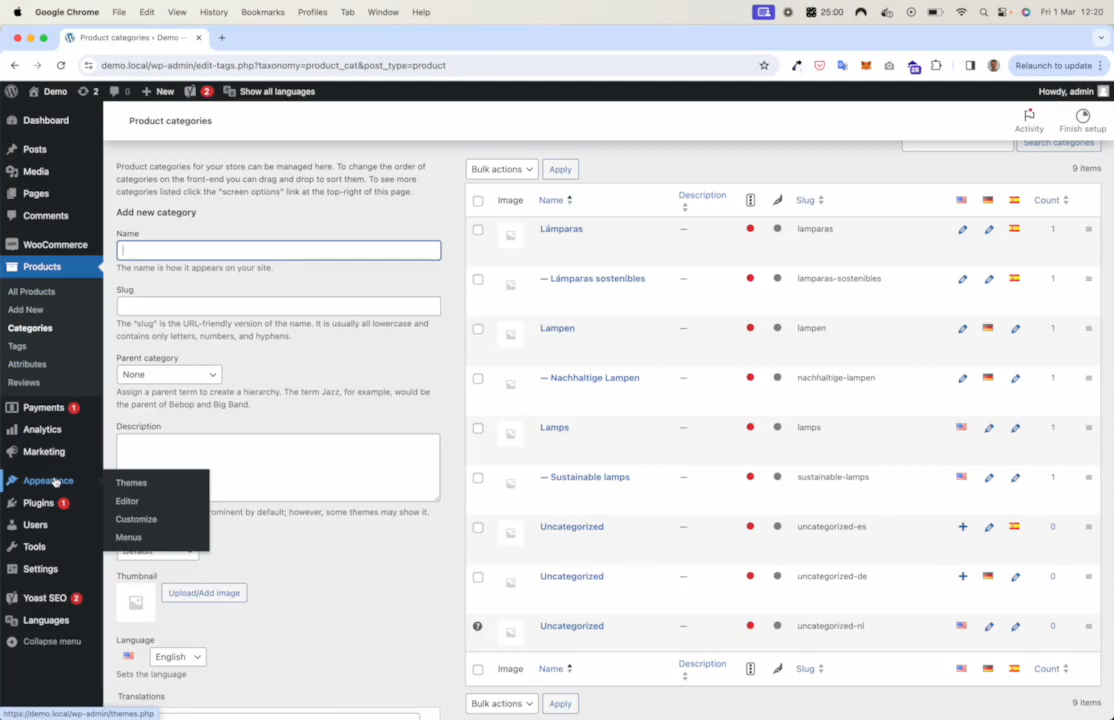 Google Chrome File Edit View History Bookmarks Profiles Tab Window Help 25:00 Fri 1 Mar 12:20
Product categories ‹ Demo —
demo.local/wp-admin/edit-tags.php?taxonomy=product_cat&post_type=product 28 Relaunch to update
Demo 2 0 New 2 Show all languages Howdy, admin
Dashboard
Posts
Media
Pages
Comments
WooCommerce
Products
All Products
Add New
Categories
Tags
Attributes
Reviews
Payments 1
Analytics
Marketing
Appearance
Themes
Editor
Customize
Menus
Plugins 1
Users
Tools
Settings
Yoast SEO 2
Languages
Collapse menu
Product categories
Activity Finish setup
Product categories for your store can be managed here. To change the order of
categories on the front-end you can drag and drop to sort them. To see more
categories listed click the "screen options" link at the top-right of this page.
Add new category
Name
The name is how it appears on your site.
Slug
The "slug" is the URL-friendly version of the name. It is usually all lowercase and
contains only letters, numbers, and hyphens.
Parent category
None
Assign a parent term to create a hierarchy. The term Jazz, for example, would be
the parent of Bebop and Big Band.
Description
prominent by default; however, some themes may show it.
Default
Thumbnail
Upload/Add image
Language
English
Sets the language
Translations
Search categories
Bulk actions Apply 9 items
Image Name Description Slug Count
Lámparas — lamparas 1
— Lámparas sostenibles — lamparas-sostenibles 1
Lampen — lampen 1
— Nachhaltige Lampen — nachhaltige-lampen 1
Lamps — lamps 1
— Sustainable lamps — sustainable-lamps 1
Uncategorized — uncategorized-es 0
Uncategorized — uncategorized-de 0
Uncategorized — uncategorized-nl 0
Image Name Description Slug Count
Bulk actions Apply 9 items
https://demo.local/wp-admin/themes.php